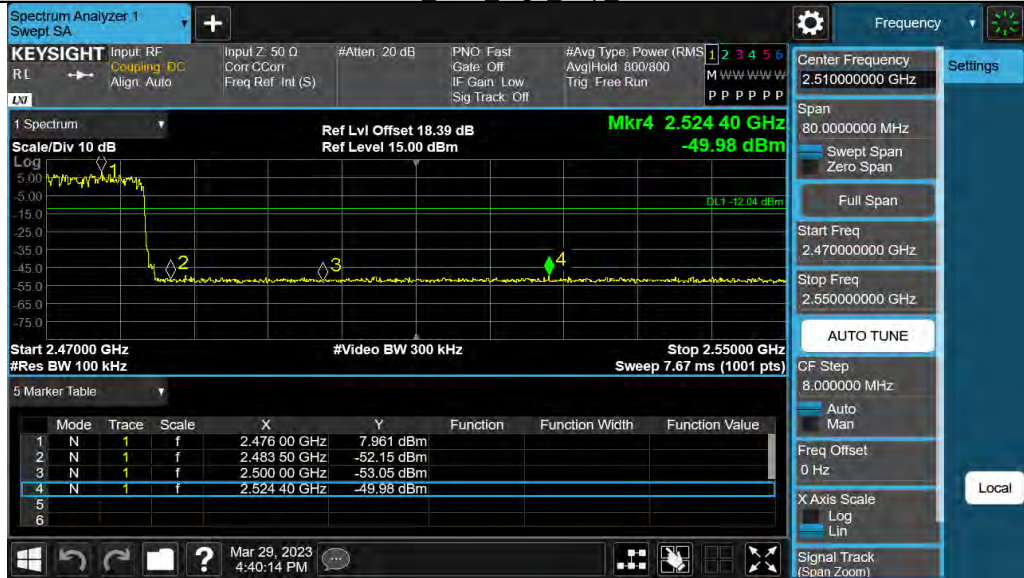 Spectrum Analyzer 1
Swept SA
Frequency
KEYSIGHT
RL
LXI
Input: RF
Coupling: DC
Align: Auto
Input Z: 50 Ω
Corr CCorr
Freq Ref: Int (S)
#Atten: 20 dB
PNO: Fast
Gate: Off
IF Gain: Low
Sig Track: Off
#Avg Type: Power (RMS
Avg|Hold: 800/800
Trig: Free Run
1 2 3 4 5 6
M W W W W W
P P P P P P
Center Frequency
2.510000000 GHz
Settings
1 Spectrum
Scale/Div 10 dB
Ref Lvl Offset 18.39 dB
Ref Level 15.00 dBm
Mkr4 2.524 40 GHz
-49.98 dBm
Log
5.00
-5.00
-15.0
-25.0
-35.0
-45.0
-55.0
-65.0
-75.0
1
2
3
4
DL1 -12.04 dBm
Start 2.47000 GHz
#Res BW 100 kHz
#Video BW 300 kHz
Stop 2.55000 GHz
Sweep 7.67 ms (1001 pts)
Span
80.0000000 MHz
Swept Span
Zero Span
Full Span
Start Freq
2.470000000 GHz
Stop Freq
2.550000000 GHz
AUTO TUNE
CF Step
8.000000 MHz
Auto
Man
Freq Offset
0 Hz
X Axis Scale
Log
Lin
Signal Track
(Span Zoom)
Local
5 Marker Table
Mode Trace Scale X Y Function Function Width Function Value
1 N 1 f 2.476 00 GHz 7.961 dBm
2 N 1 f 2.483 50 GHz -52.15 dBm
3 N 1 f 2.500 00 GHz -53.05 dBm
4 N 1 f 2.524 40 GHz -49.98 dBm
5
6
?
Mar 29, 2023
4:40:14 PM